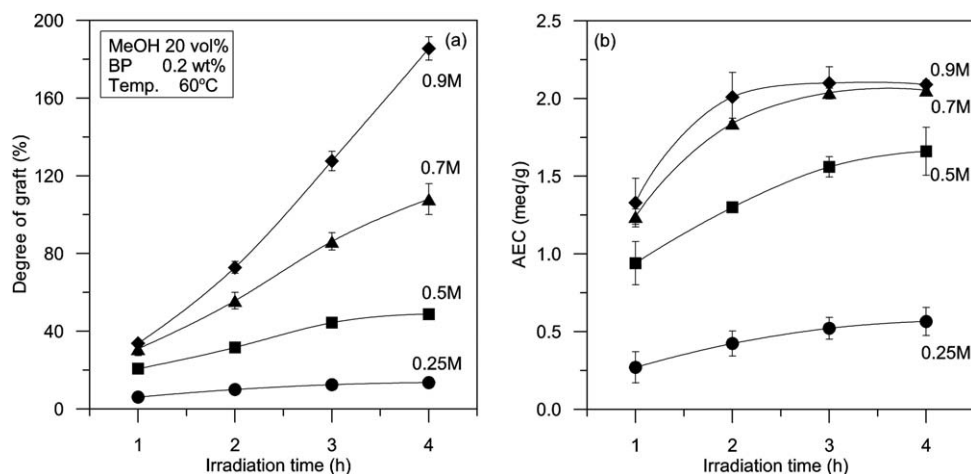 (a)
MeOH 20 vol%
BP 0.2 wt%
Temp. 60ºC
200
160
120
80
40
0
Degree of graft (%)
0.9M
0.7M
0.5M
0.25M
1 2 3 4
Irradiation time (h)
(b)
2.5
2.0
1.5
1.0
0.5
0.0
AEC (meq/g)
0.9M
0.7M
0.5M
0.25M
1 2 3 4
Irradiation time (h)